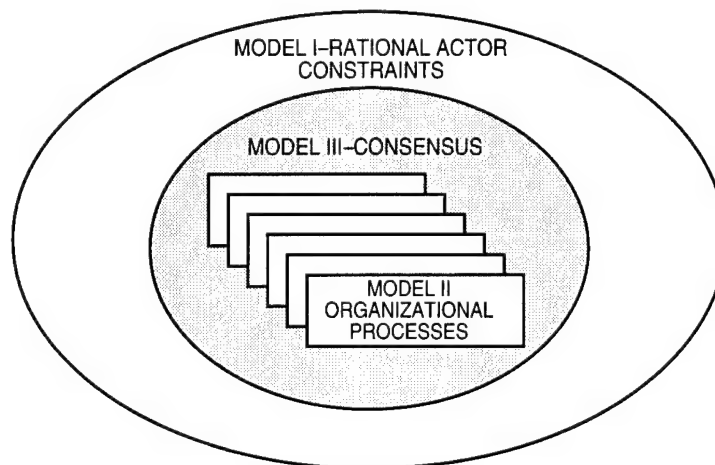 MODEL I–RATIONAL ACTOR
CONSTRAINTS
MODEL III–CONSENSUS
MODEL II
ORGANIZATIONAL
PROCESSES